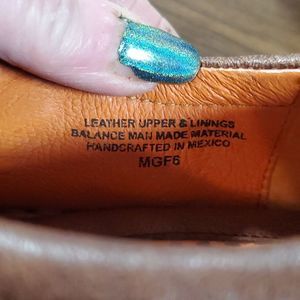 LEATHER UPPER & LININGS
BALANCE MAN MADE MATERIAL
HANDCRAFTED IN MEXICO
MGF6